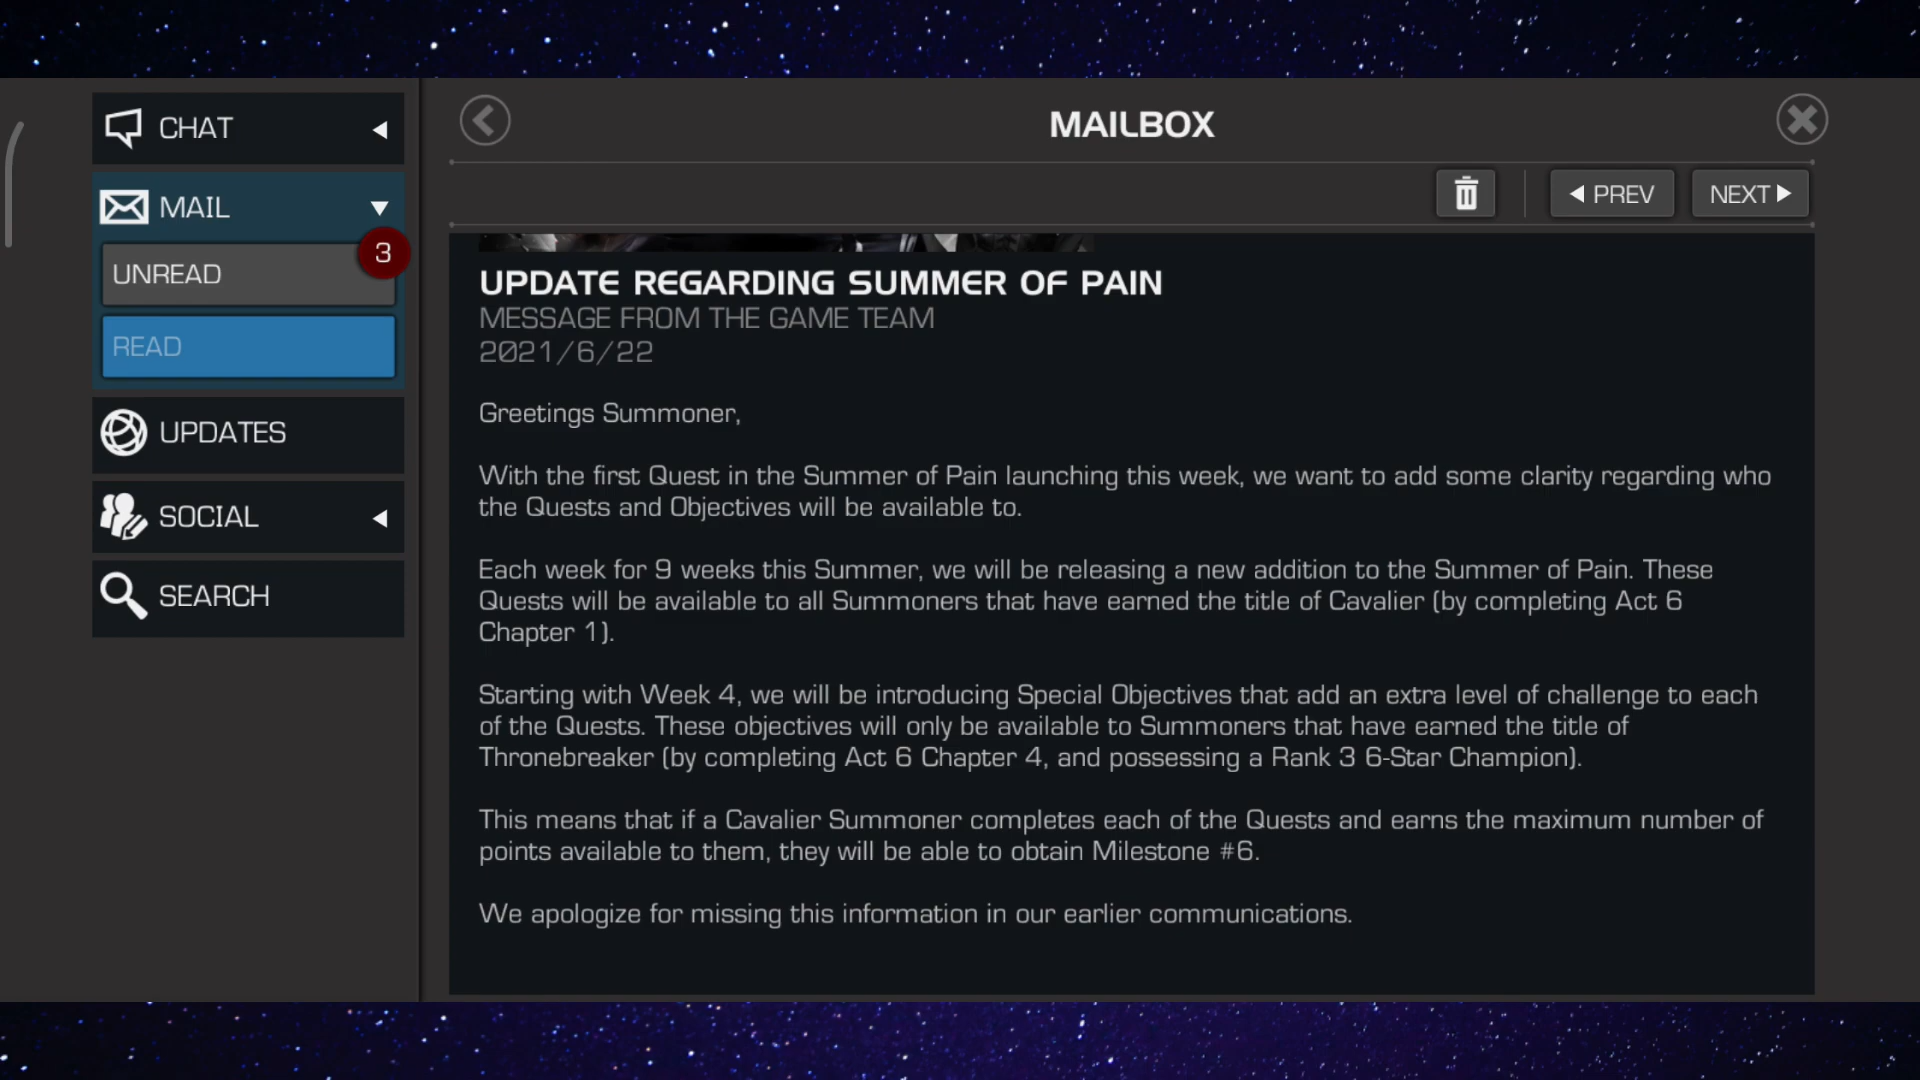 CHAT
MAIL
3
UNREAD
READ
UPDATES
SOCIAL
SEARCH
MAILBOX
PREV
NEXT
UPDATE REGARDING SUMMER OF PAIN
MESSAGE FROM THE GAME TEAM
2021/6/22
Greetings Summoner,
With the first Quest in the Summer of Pain launching this week, we want to add some clarity regarding who
the Quests and Objectives will be available to.
Each week for 9 weeks this Summer, we will be releasing a new addition to the Summer of Pain. These
Quests will be available to all Summoners that have earned the title of Cavalier (by completing Act 6
Chapter 1).
Starting with Week 4, we will be introducing Special Objectives that add an extra level of challenge to each
of the Quests. These objectives will only be available to Summoners that have earned the title of
Thronebreaker (by completing Act 6 Chapter 4, and possessing a Rank 3 6-Star Champion).
This means that if a Cavalier Summoner completes each of the Quests and earns the maximum number of
points available to them, they will be able to obtain Milestone #6.
We apologize for missing this information in our earlier communications.